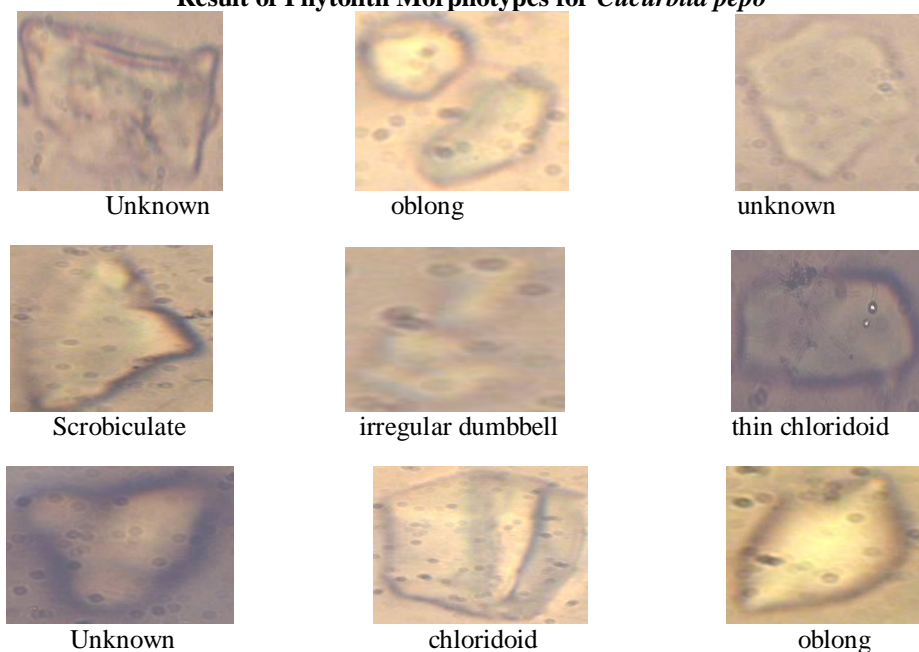 Result of Phytolith Morphotypes for Cucurbita pepo
Unknown oblong unknown
Scrobiculate irregular dumbbell thin chloridoid
Unknown chloridoid oblong